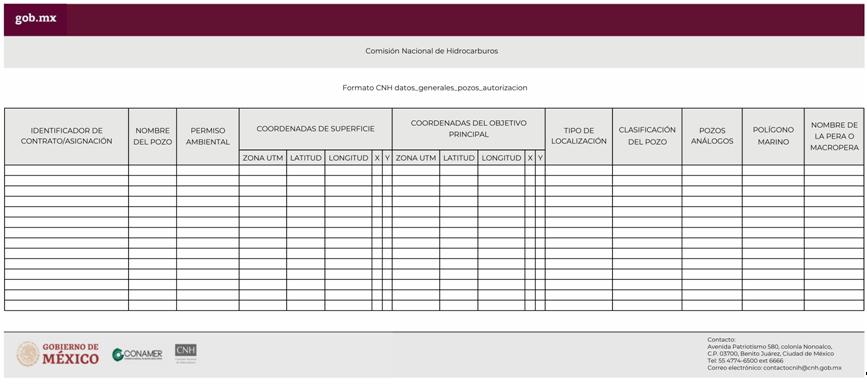 gob.mx
Comisión Nacional de Hidrocarburos
Formato CNH datos_generales_pozos_autorizacion
IDENTIFICADOR DE
CONTRATO/ASIGNACIÓN
NOMBRE
DEL POZO
PERMISO
AMBIENTAL
COORDENADAS DE SUPERFICIE
COORDENADAS DEL OBJETIVO
PRINCIPAL
TIPO DE
LOCALIZACIÓN
CLASIFICACIÓN
DEL POZO
POZOS
ANÁLOGOS
POLÍGONO
MARINO
NOMBRE DE
LA PERA O
MACROPERA
ZONA UTM LATITUD LONGITUD X Y ZONA UTM LATITUD LONGITUD X Y
GOBIERNO DE
MÉXICO
CONAMER
CNH
Contacto:
Avenida Patriotismo 580, colonia Nonoalco,
C.P. 03700, Benito Juárez, Ciudad de México
Tel: 55 4774-6500 ext 6666
Correo electrónico: contactocnih@cnh.gob.mx